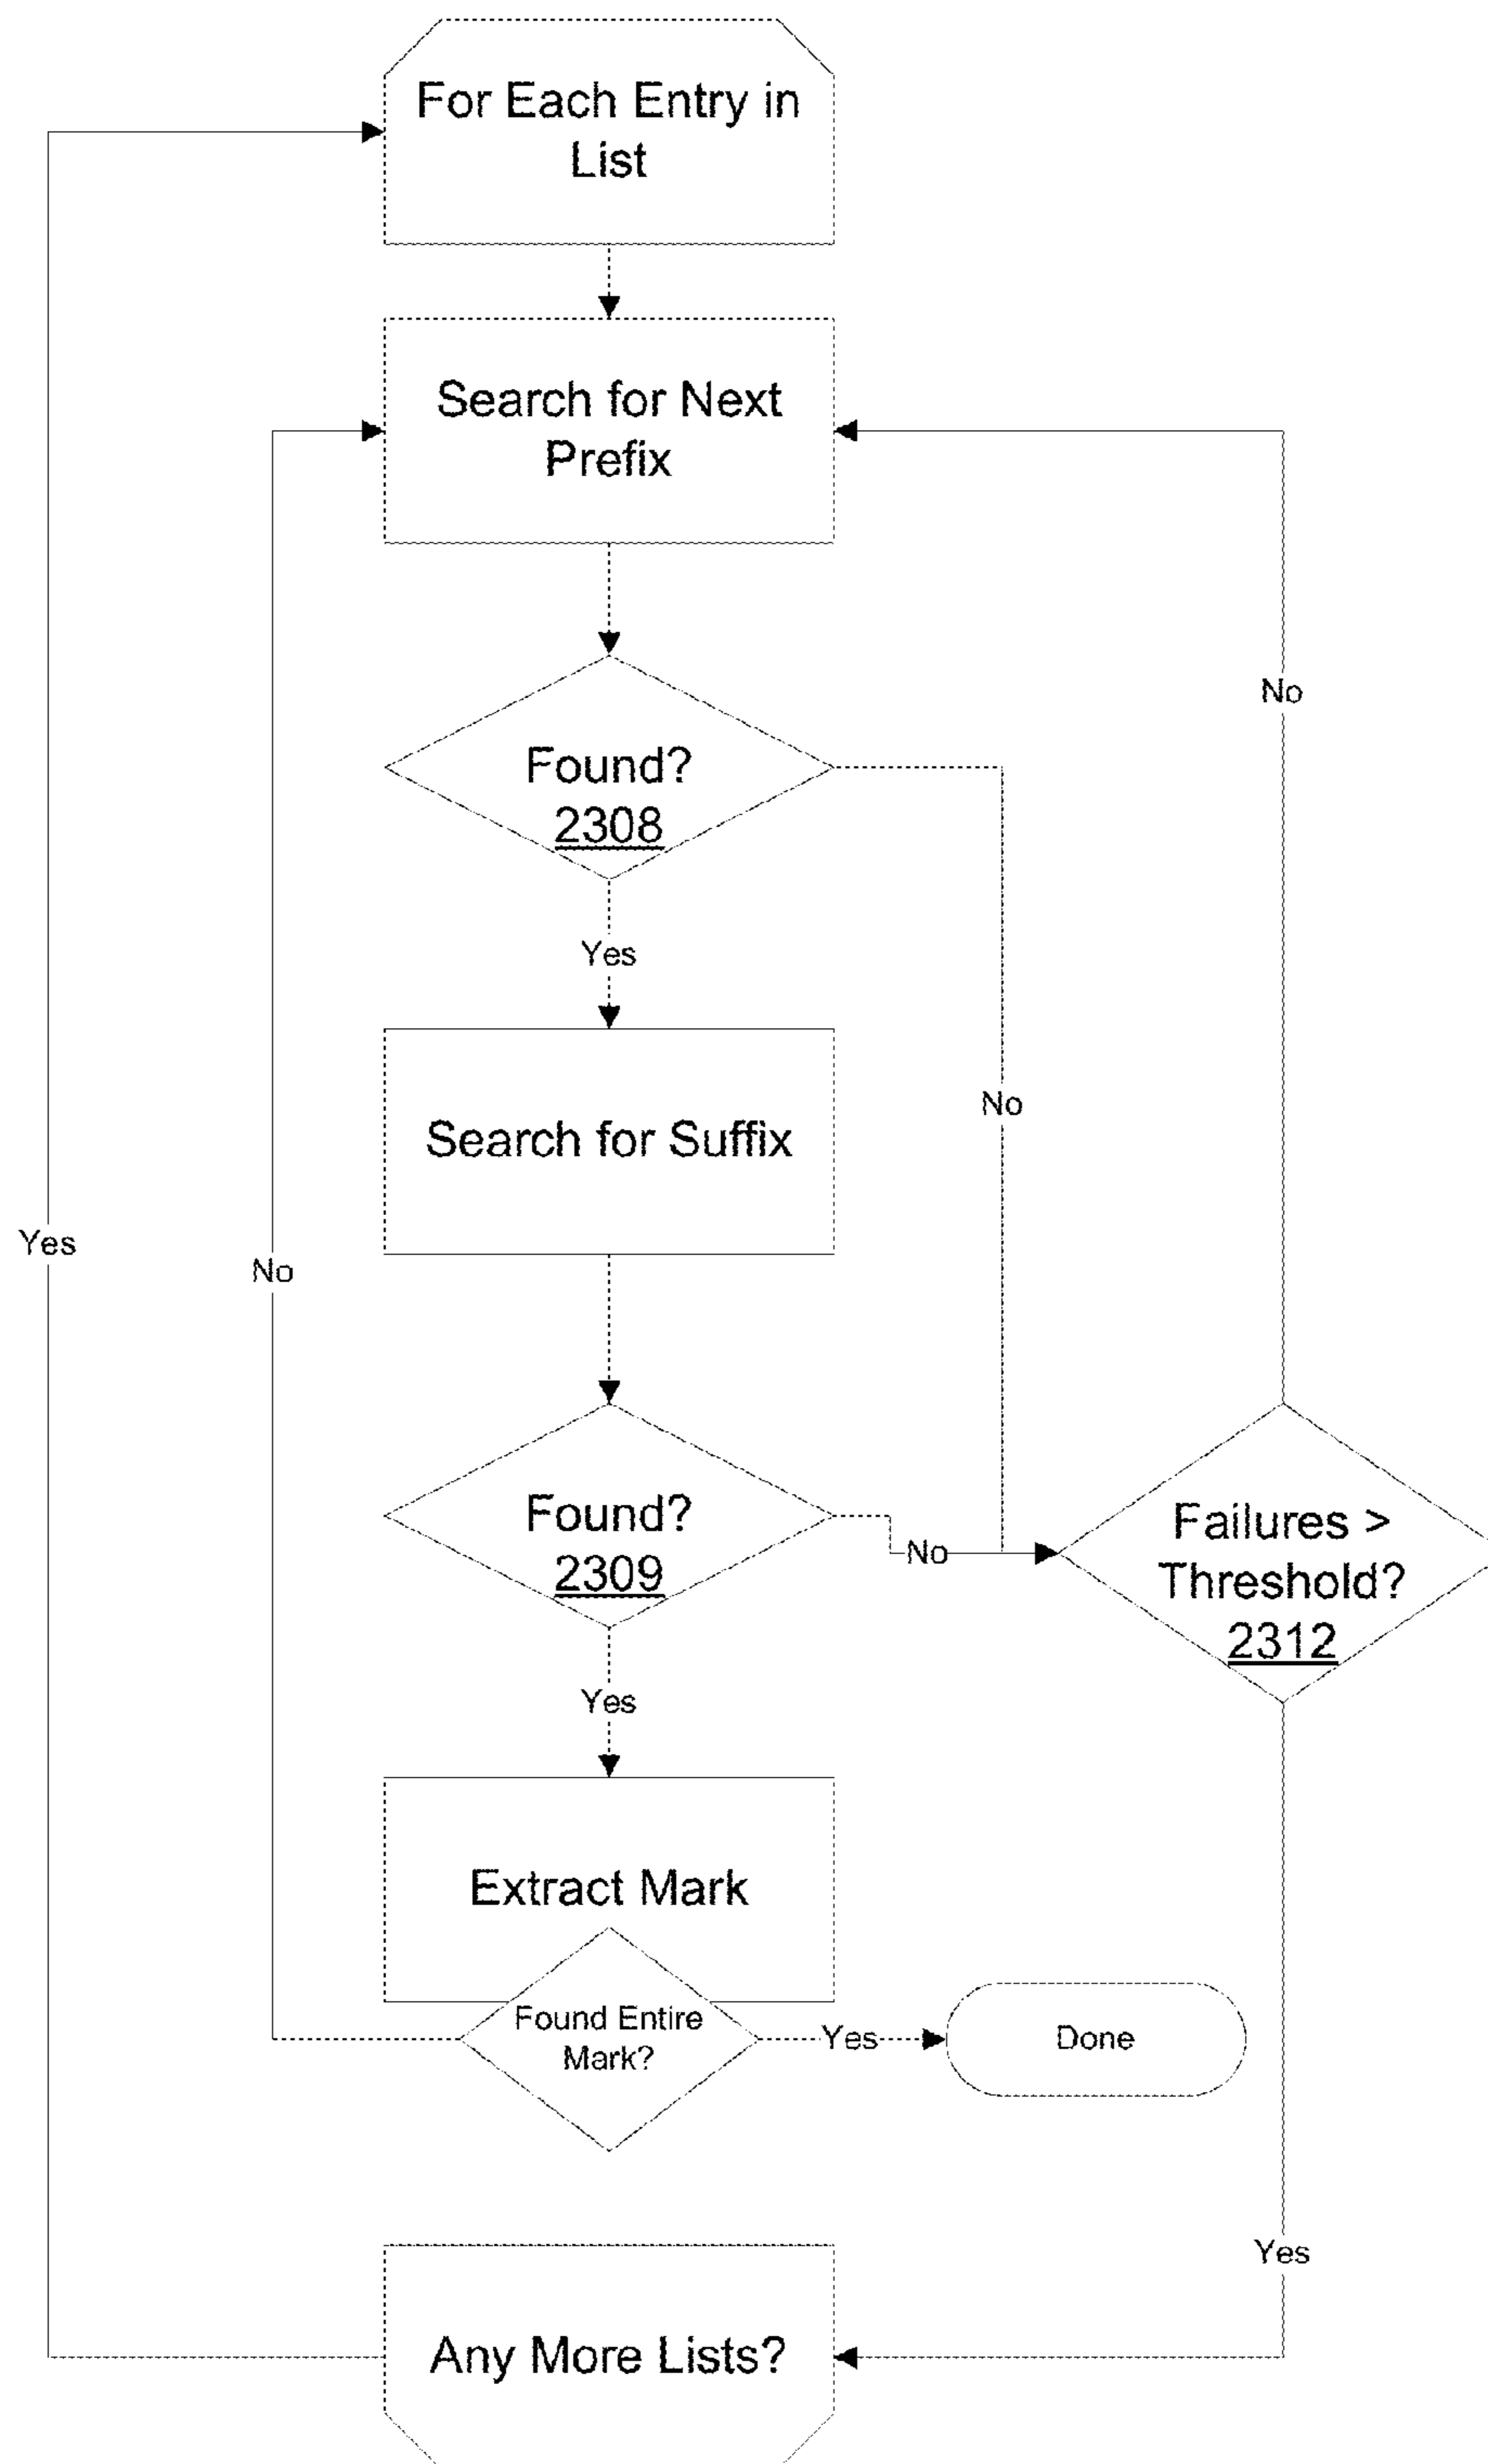 For Each Entry in
List
Search for Next
Prefix
No
Found?
2308
Yes
No
Search for Suffix
Yes
No
Found?
2309
No
Failures >
Threshold?
2312
Yes
Extract Mark
Found Entire
Mark?
Yes
Done
Yes
Any More Lists?